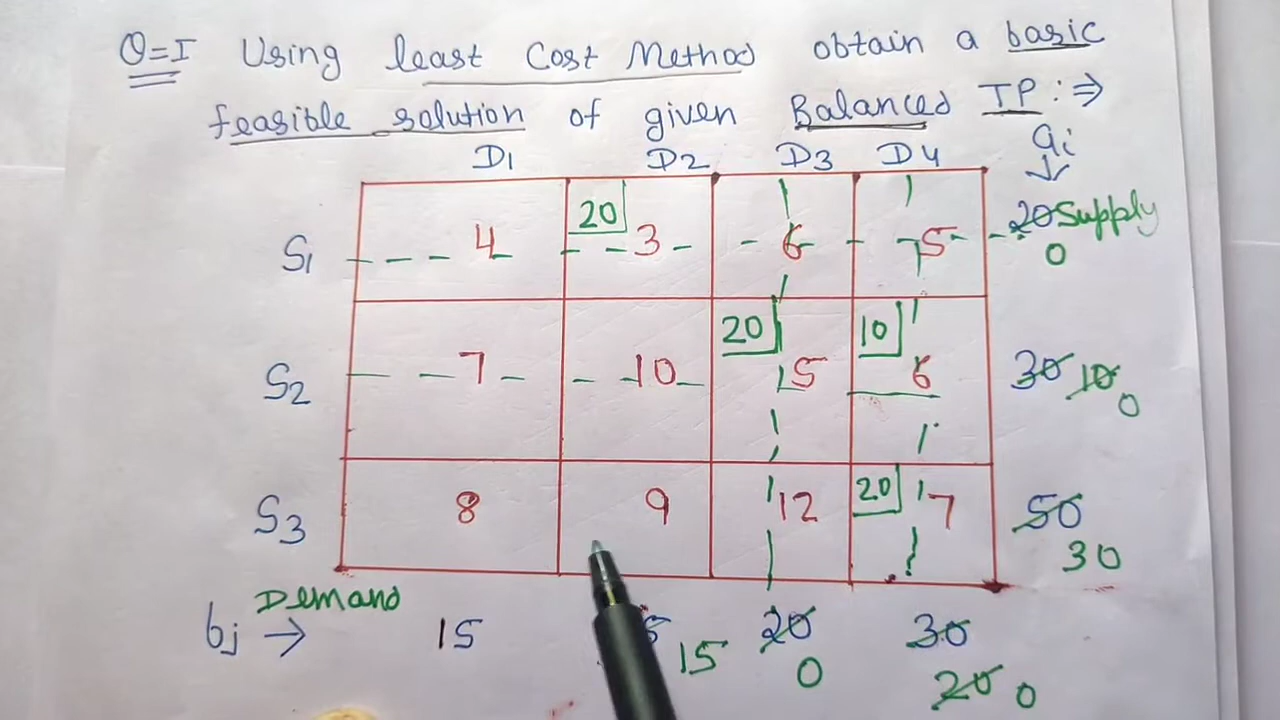 Q=I Using least Cost Method obtain a basic
feasible solution of given Balanced TP :⇒
D1 D2 D3 D4 ai ↓
S1 4 20 3 6 5 20 Supply
0
S2 7 10 20 5 10 6 30 10 0
S3 8 9 12 20 7 50
30
Demand
bj → 15 5 15 20 0 30
20 0